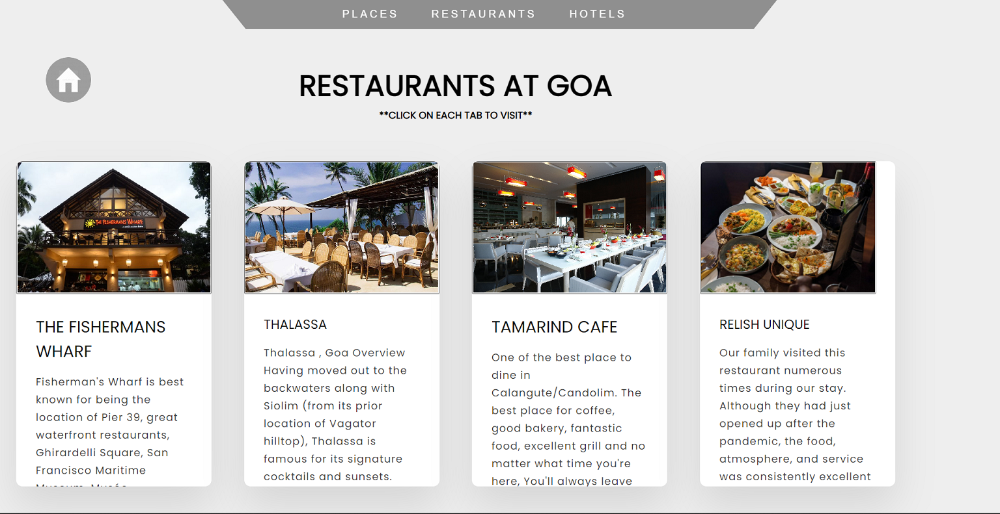 PLACES RESTAURANTS HOTELS
RESTAURANTS AT GOA
**CLICK ON EACH TAB TO VISIT**
THE FISHERMANS WHARF
THE FISHERMANS
WHARF
Fisherman's Wharf is best
known for being the
location of Pier 39, great
waterfront restaurants,
Ghirardelli Square, San
Francisco Maritime
THALASSA
Thalassa , Goa Overview
Having moved out to the
backwaters along with
Siolim (from its prior
location of Vagator
hilltop), Thalassa is
famous for its signature
cocktails and sunsets.
TAMARIND CAFE
One of the best place to
dine in
Calangute/Candolim. The
best place for coffee,
good bakery, fantastic
food, excellent grill and no
matter what time you're
here, You'll always leave
RELISH UNIQUE
Our family visited this
restaurant numerous
times during our stay.
Although they had just
opened up after the
pandemic, the food,
atmosphere, and service
was consistently excellent